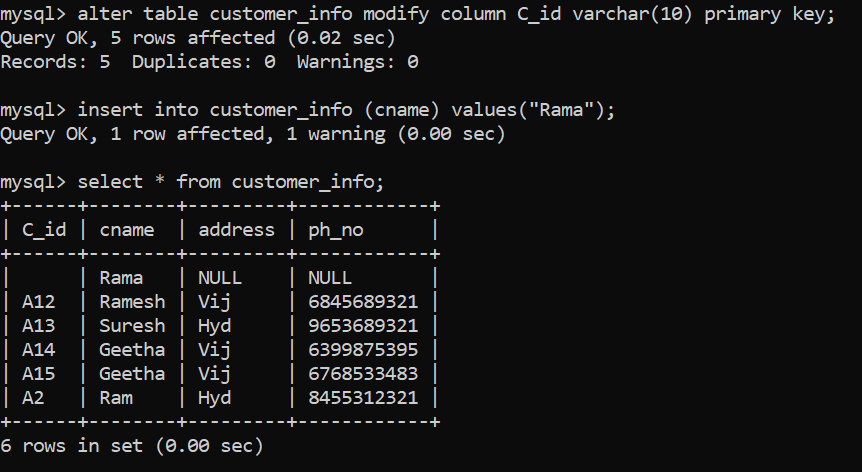 mysql> alter table customer_info modify column C_id varchar(10) primary key;
Query OK, 5 rows affected (0.02 sec)
Records: 5  Duplicates: 0  Warnings: 0
mysql> insert into customer_info (cname) values("Rama");
Query OK, 1 row affected, 1 warning (0.00 sec)
mysql> select * from customer_info;
+------+--------+---------+------------+
| C_id | cname  | address | ph_no      |
+------+--------+---------+------------+
|      | Rama   | NULL    | NULL       |
| A12  | Ramesh | Vij     | 6845689321 |
| A13  | Suresh | Hyd     | 9653689321 |
| A14  | Geetha | Vij     | 6399875395 |
| A15  | Geetha | Vij     | 6768533483 |
| A2   | Ram    | Hyd     | 8455312321 |
+------+--------+---------+------------+
6 rows in set (0.00 sec)